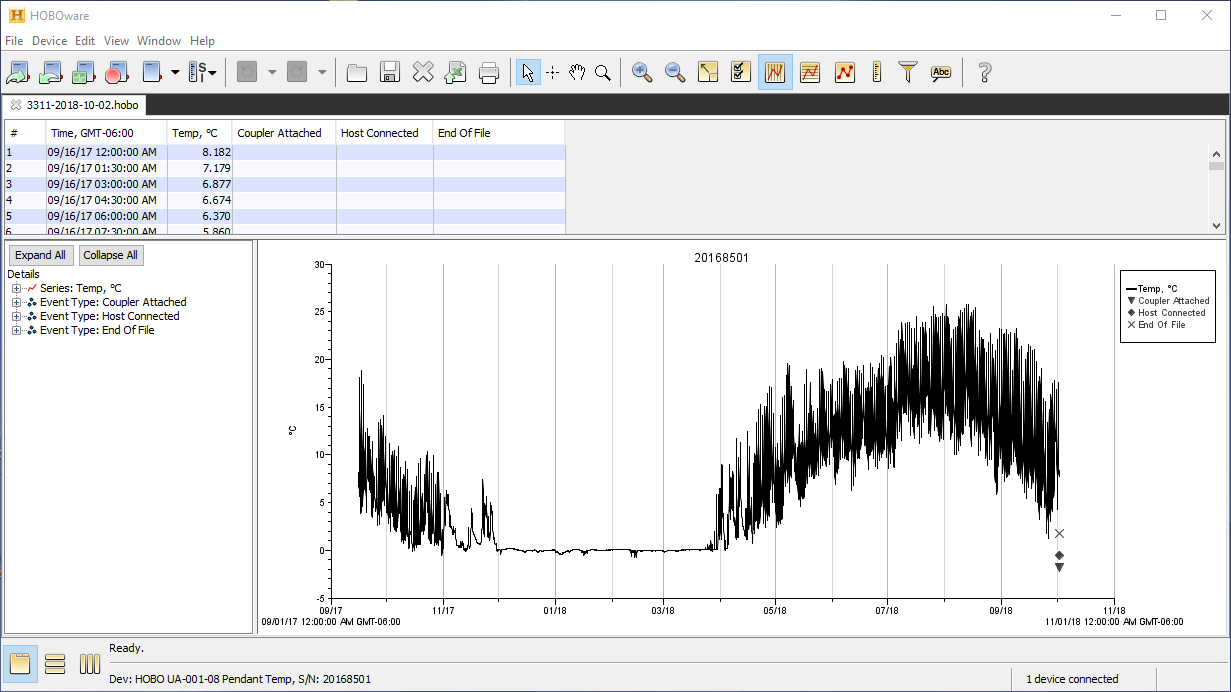 HOBOware
File Device Edit View Window Help
3311-2018-10-02.hobo
# Time, GMT-06:00 Temp, °C Coupler Attached Host Connected End Of File
1 09/16/17 12:00:00 AM 8.182
2 09/16/17 01:30:00 AM 7.179
3 09/16/17 03:00:00 AM 6.877
4 09/16/17 04:30:00 AM 6.674
5 09/16/17 06:00:00 AM 6.370
6 09/16/17 07:30:00 AM 5.860
Expand All Collapse All
Details
Series: Temp, °C
Event Type: Coupler Attached
Event Type: Host Connected
Event Type: End Of File
20168501
30
25
20
15
10
5
0
-5
°C
09/17 11/17 01/18 03/18 05/18 07/18 09/18 11/18
09/01/17 12:00:00 AM GMT-06:00 11/01/18 12:00:00 AM GMT-06:00
Temp, °C
Coupler Attached
Host Connected
End Of File
Ready.
Dev: HOBO UA-001-08 Pendant Temp, S/N: 20168501 1 device connected